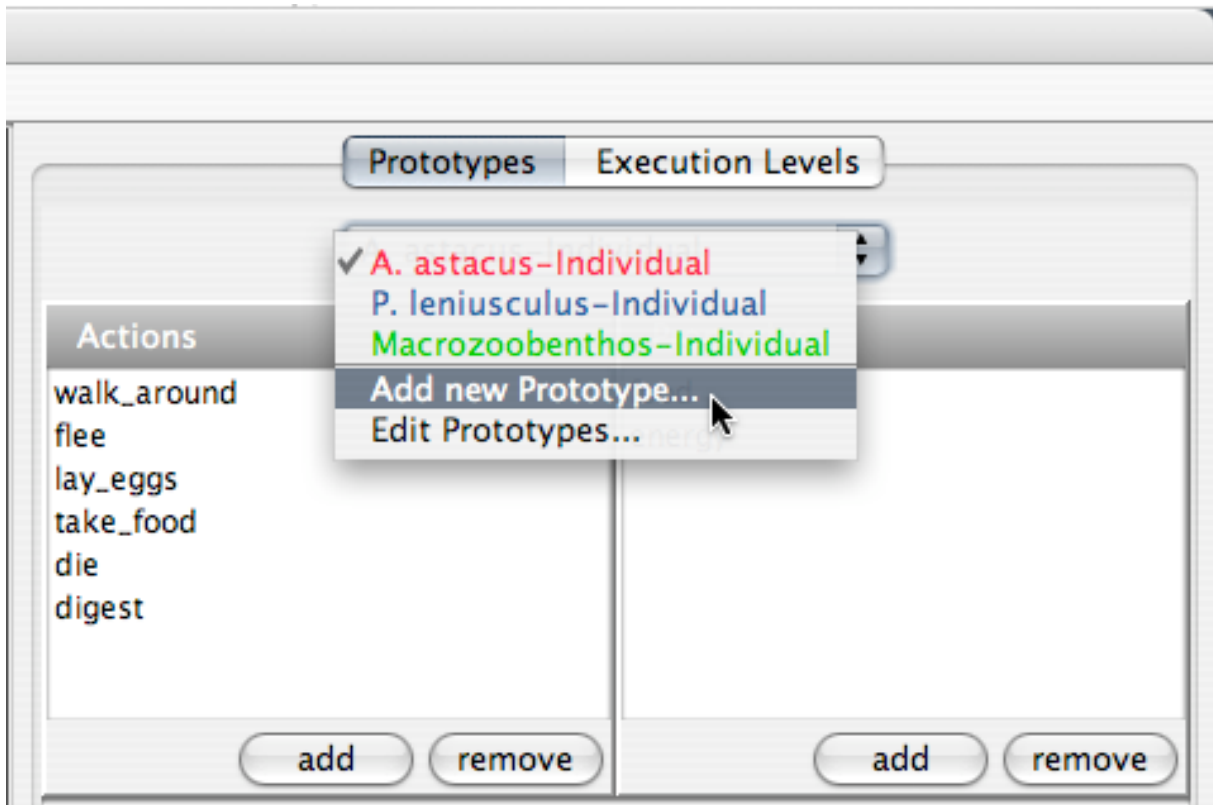 Prototypes
Execution Levels
A. astacus-Individual
P. leniusculus-Individual
Macrozoobenthos-Individual
Add new Prototype...
Edit Prototypes...
Actions
walk_around
flee
lay_eggs
take_food
die
digest
energy
add
remove
add
remove